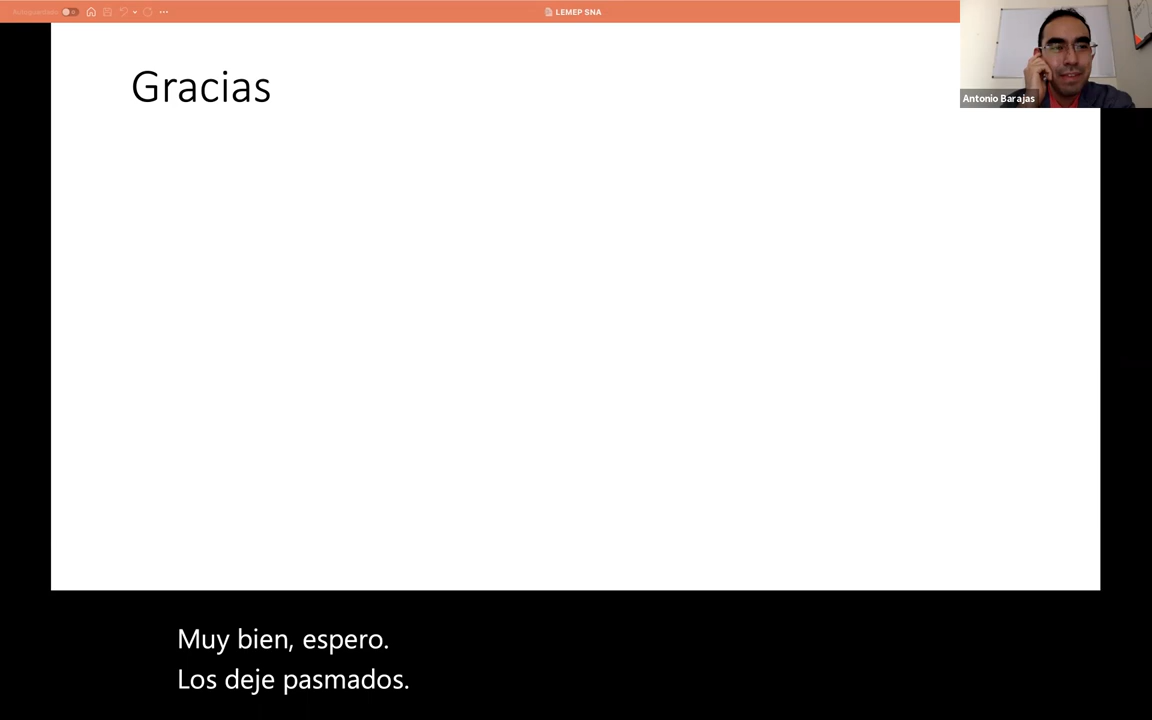 LEMEP SNA
Gracias
Antonio Barajas
Muy bien, espero.
Los deje pasmados.